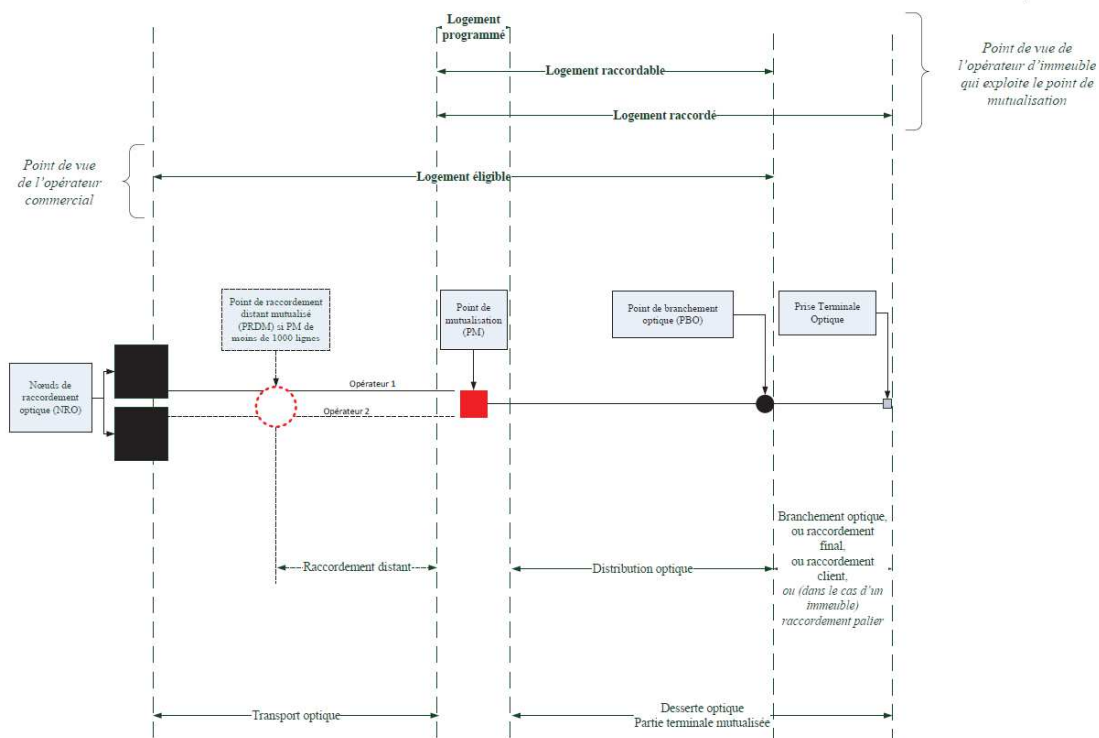 Logement
programmé
Logement raccordable
Logement raccordé
Point de vue de
l'opérateur d'immeuble
qui exploite le point de
mutualisation
Point de vue
de l'opérateur
commercial
Logement éligible
Point de raccordement
distant mutualisé
(PRDM) si PM de
moins de 1000 lignes
Point de
mutualisation
(PM)
Point de branchement
optique (PBO)
Prise Terminale
Optique
Nœuds de
raccordement
optique (NRO)
Opérateur 1
Opérateur 2
Raccordement distant
Distribution optique
Branchement optique,
ou raccordement
final,
ou raccordement
client,
ou (dans le cas d'un
immeuble)
raccordement palier
Transport optique
Desserte optique
Partie terminale mutualisée